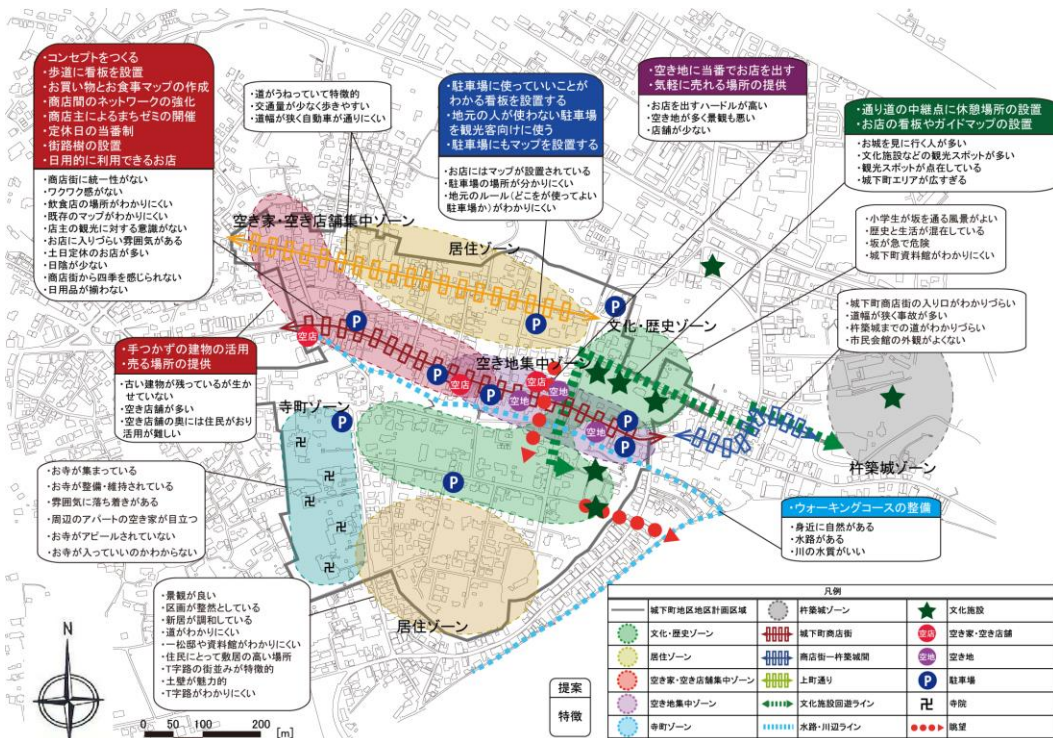 ・コンセプトをつくる
・歩道に看板を設置
・お買い物とお食事マップの作成
・商店間のネットワークの強化
・商店主によるまちゼミの開催
・定休日の当番制
・街路樹の設置
・日用的に利用できるお店
・商店街に統一性がない
・ワクワク感がない
・飲食店の場所がわかりにくい
・既存のマップがわかりにくい
・店主の観光に対する意識がない
・お店に入りづらい雰囲気がある
・土日定休のお店が多い
・日陰が少ない
・商店街から四季を感じられない
・日用品が揃わない
・道がうねっていて特徴的
・交通量が少なく歩きやすい
・道幅が狭く自動車が通りにくい
・駐車場に使っていいことが
わかる看板を設置する
・地元の人が使わない駐車場
を観光客向けに使う
・駐車場にもマップを設置する
・お店にはマップが設置されている
・駐車場の場所が分かりにくい
・地元のルール(どこを使ってよい
駐車場か)がわかりにくい
・空き地に当番でお店を出す
・気軽に売れる場所の提供
・お店を出すハードルが高い
・空き地が多く景観も悪い
・店舗が少ない
・通り道の中継点に休憩場所の設置
・お店の看板やガイドマップの設置
・お城を見に行く人が多い
・文化施設などの観光スポットが多い
・観光スポットが点在している
・城下町エリアが広すぎる
・小学生が坂を通る風景がよい
・歴史と生活が混在している
・坂が急で危険
・城下町資料館がわかりにくい
・城下町商店街の入り口がわかりづらい
・道幅が狭く事故が多い
・杵築城までの道がわかりづらい
・市民会館の外観がよくない
空き家・空き店舗集中ゾーン
居住ゾーン
文化・歴史ゾーン
空き地集中ゾーン
寺町ゾーン
杵築城ゾーン
居住ゾーン
P
P
P
P
P
P
P
P
P
空店
空店
空店
空地
空地
空地
卍
卍
卍
卍
卍
・手つかずの建物の活用
・売る場所の提供
・古い建物が残っているが生か
せていない
・空き店舗が多い
・空き店舗の奥には住民がおり
活用が難しい
・お寺が集まっている
・お寺が整備・維持されている
・雰囲気に落ち着きがある
・周辺のアパートの空き家が目立つ
・お寺がアピールされていない
・お寺が入っていいのかわからない
・ウォーキングコースの整備
・身近に自然がある
・水路がある
・川の水質がいい
・景観が良い
・区画が整然としている
・新居が調和している
・道がわかりにくい
・一松邸や資料館がわかりにくい
・住民にとって敷居の高い場所
・T字路の街並みが特徴的
・土壁が魅力的
・T字路がわかりにくい
N
0 50 100 200 [m]
提案
特徴
凡例
城下町地区地区計画区域 杵築城ゾーン 文化施設
文化・歴史ゾーン 城下町商店街 空店 空き家・空き店舗
居住ゾーン 商店街ー杵築城間 空地 空き地
空き家・空き店舗集中ゾーン 上町通り P 駐車場
空き地集中ゾーン 文化施設回遊ライン 卍 寺院
寺町ゾーン 水路・川辺ライン 眺望